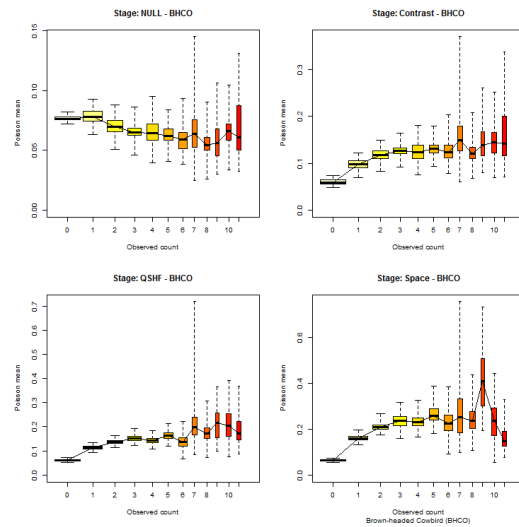 Stage: NULL - BHCO
Poisson mean
0.00 0.05 0.10 0.15
0 1 2 3 4 5 6 7 8 10
Observed count
Stage: Contrast - BHCO
Poisson mean
0.0 0.1 0.2 0.3
0 1 2 3 4 5 6 7 8 10
Observed count
Stage: QSHF - BHCO
Poisson mean
0.0 0.1 0.2 0.3 0.4 0.5 0.6 0.7
0 1 2 3 4 5 6 7 8 10
Observed count
Stage: Space - BHCO
Poisson mean
0.0 0.2 0.4 0.6
0 1 2 3 4 5 6 7 8 10
Observed count
Brown-headed Cowbird (BHCO)